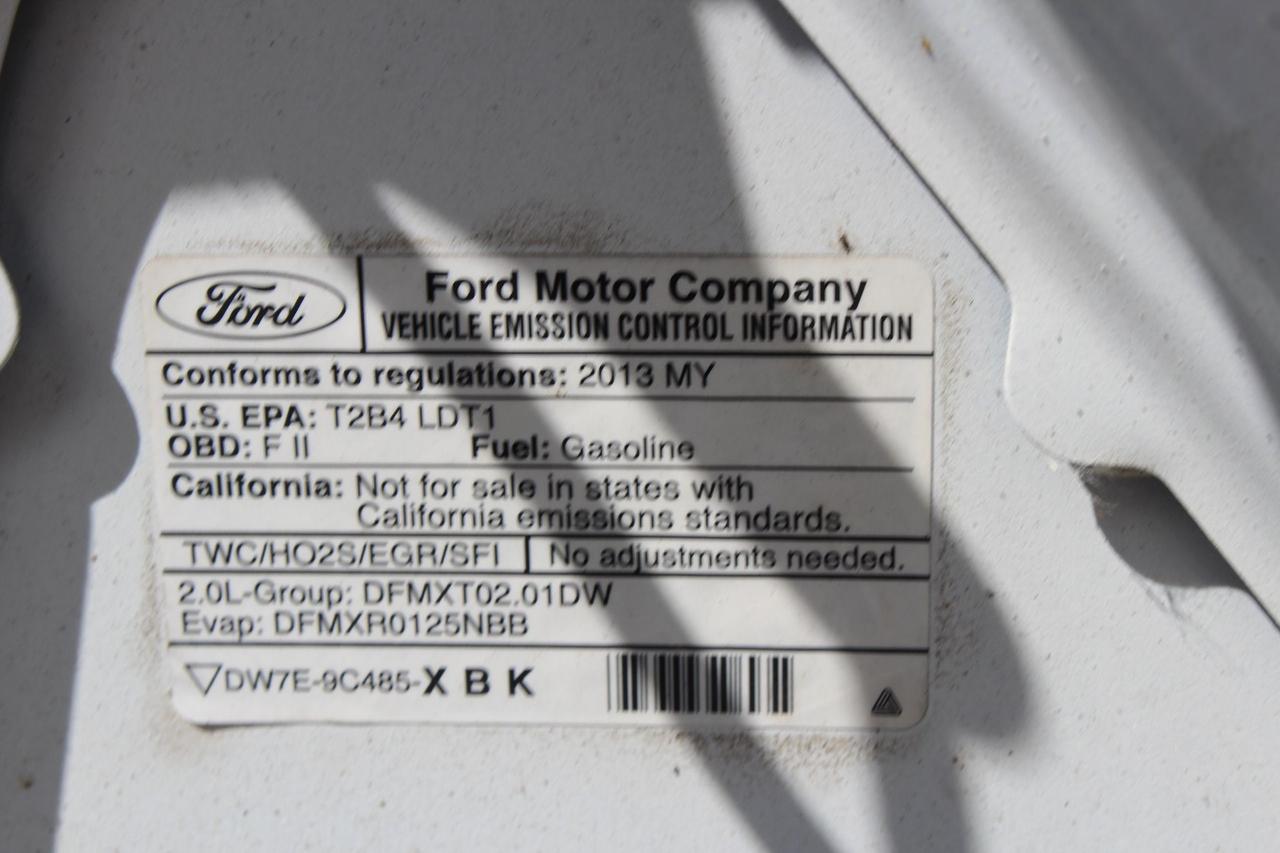 Ford
Ford Motor Company
VEHICLE EMISSION CONTROL INFORMATION
Conforms to regulations: 2013 MY
U.S. EPA: T2B4 LDT1
OBD: F II Fuel: Gasoline
California: Not for sale in states with
California emissions standards.
TWC/HO2S/EGR/SFI No adjustments needed.
2.0L-Group: DFMXT02.01DW
Evap: DFMXR0125NBB
▽DW7E-9C485-X B K